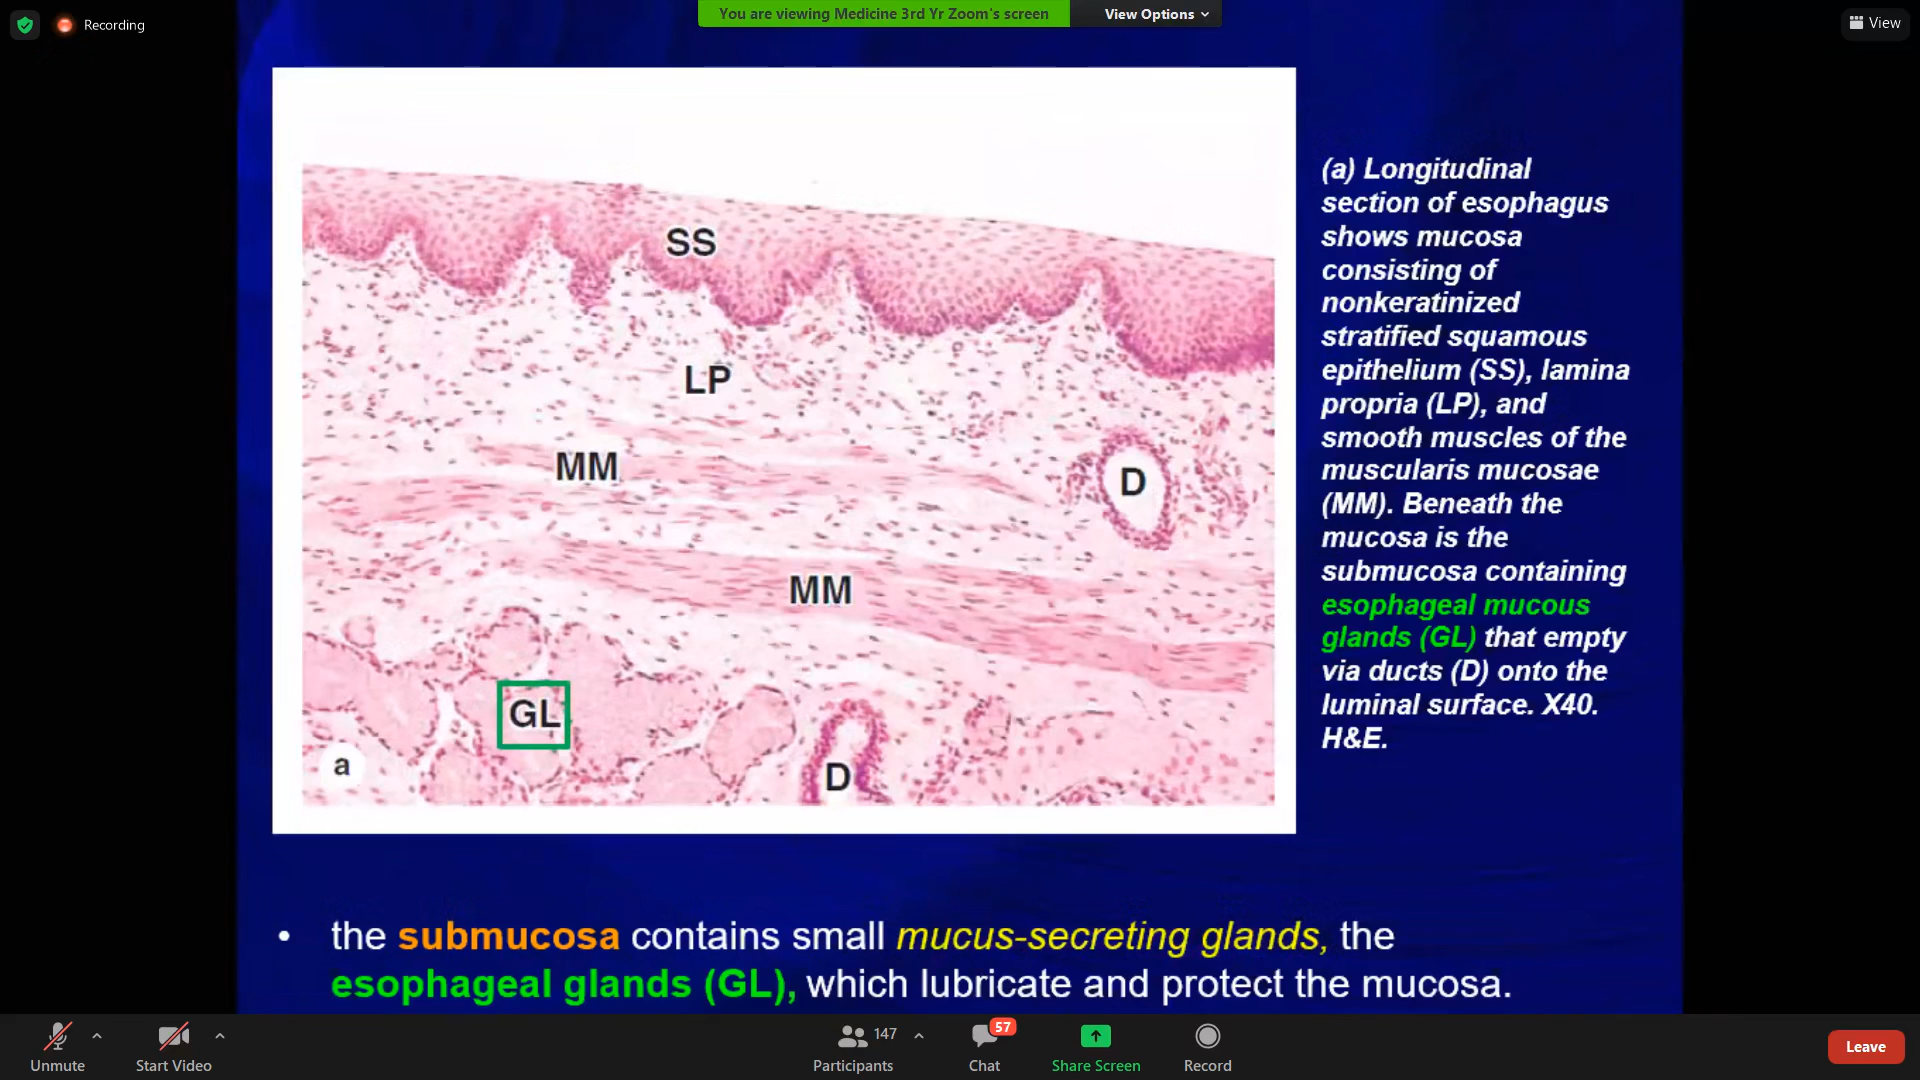 Recording
You are viewing Medicine 3rd Yr Zoom's screen
View Options
View
SS
LP
MM
D
MM
GL
a
D
(a) Longitudinal
section of esophagus
shows mucosa
consisting of
nonkeratinized
stratified squamous
epithelium (SS), lamina
propria (LP), and
smooth muscles of the
muscularis mucosae
(MM). Beneath the
mucosa is the
submucosa containing
esophageal mucous
glands (GL) that empty
via ducts (D) onto the
luminal surface. X40.
H&E.
• the submucosa contains small mucus-secreting glands, the
esophageal glands (GL), which lubricate and protect the mucosa.
Unmute
Start Video
147
Participants
57
Chat
Share Screen
Record
Leave